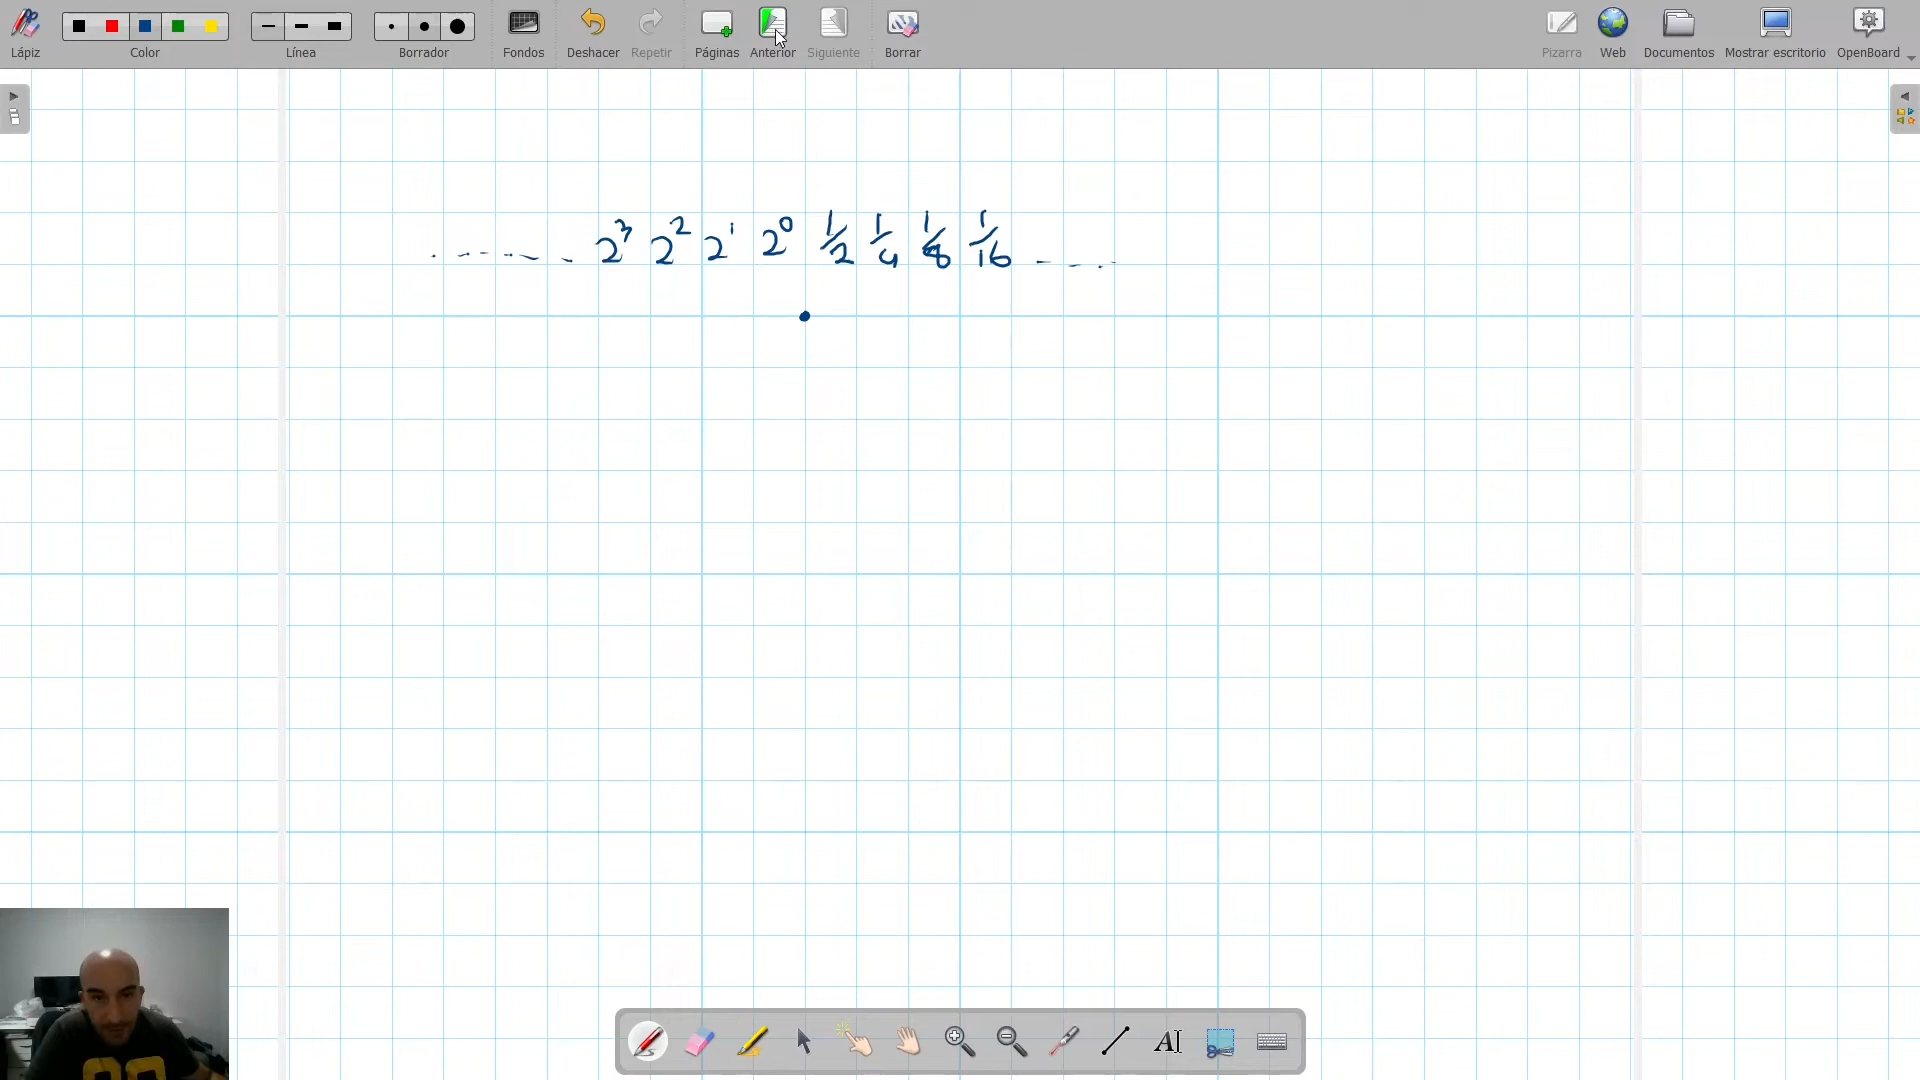 Lápiz Color Línea Borrador Fondos Deshacer Repetir Páginas Anterior Siguiente Borrar Pizarra Web Documentos Mostrar escritorio OpenBoard
....... 2³ 2² 2¹ 2⁰ 1/2 1/4 1/8 1/16 ....
.
AI